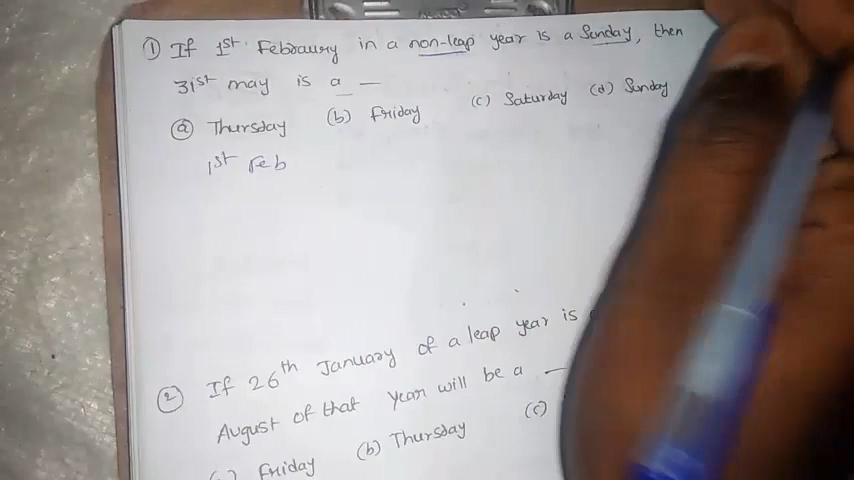 ① If 1st Febraury in a non-leap year is a Sunday, then
31st may is a —
ⓐ Thursday (b) Friday (c) Saturday (d) Sunday
1st Feb
② If 26th January of a leap year is
August of that year will be a —
Friday (b) Thursday (c)